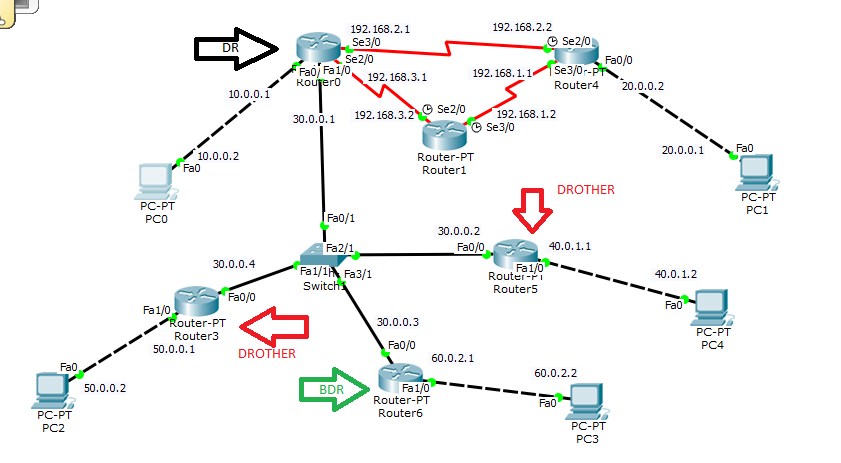 192.168.2.1
192.168.2.2
DR
Se3/0
Se2/0
Se2/0
Fa0/
Fa1/0
Router0
192.168.3.1
192.168.1.1
Se3/0
Fa0/0
Router4
10.0.0.1
30.0.0.1
192.168.3.2
Se2/0
192.168.1.2
Se3/0
20.0.0.2
Router-PT
Router1
10.0.0.2
Fa0
20.0.0.1
Fa0
PC-PT
PC0
PC-PT
PC1
DROTHER
Fa0/1
30.0.0.2
Fa2/1
Fa0/0
40.0.1.1
30.0.0.4
Fa1/1
Fa3/1
Switch
Fa1/0
Router-PT
Router5
40.0.1.2
Fa0
Fa0/0
Fa1/0
Router-PT
Router3
30.0.0.3
PC-PT
PC4
50.0.0.1
DROTHER
Fa0/0
60.0.2.1
Fa0
50.0.0.2
BDR
Fa1/0
Router-PT
Router6
60.0.2.2
Fa0
PC-PT
PC2
PC-PT
PC3